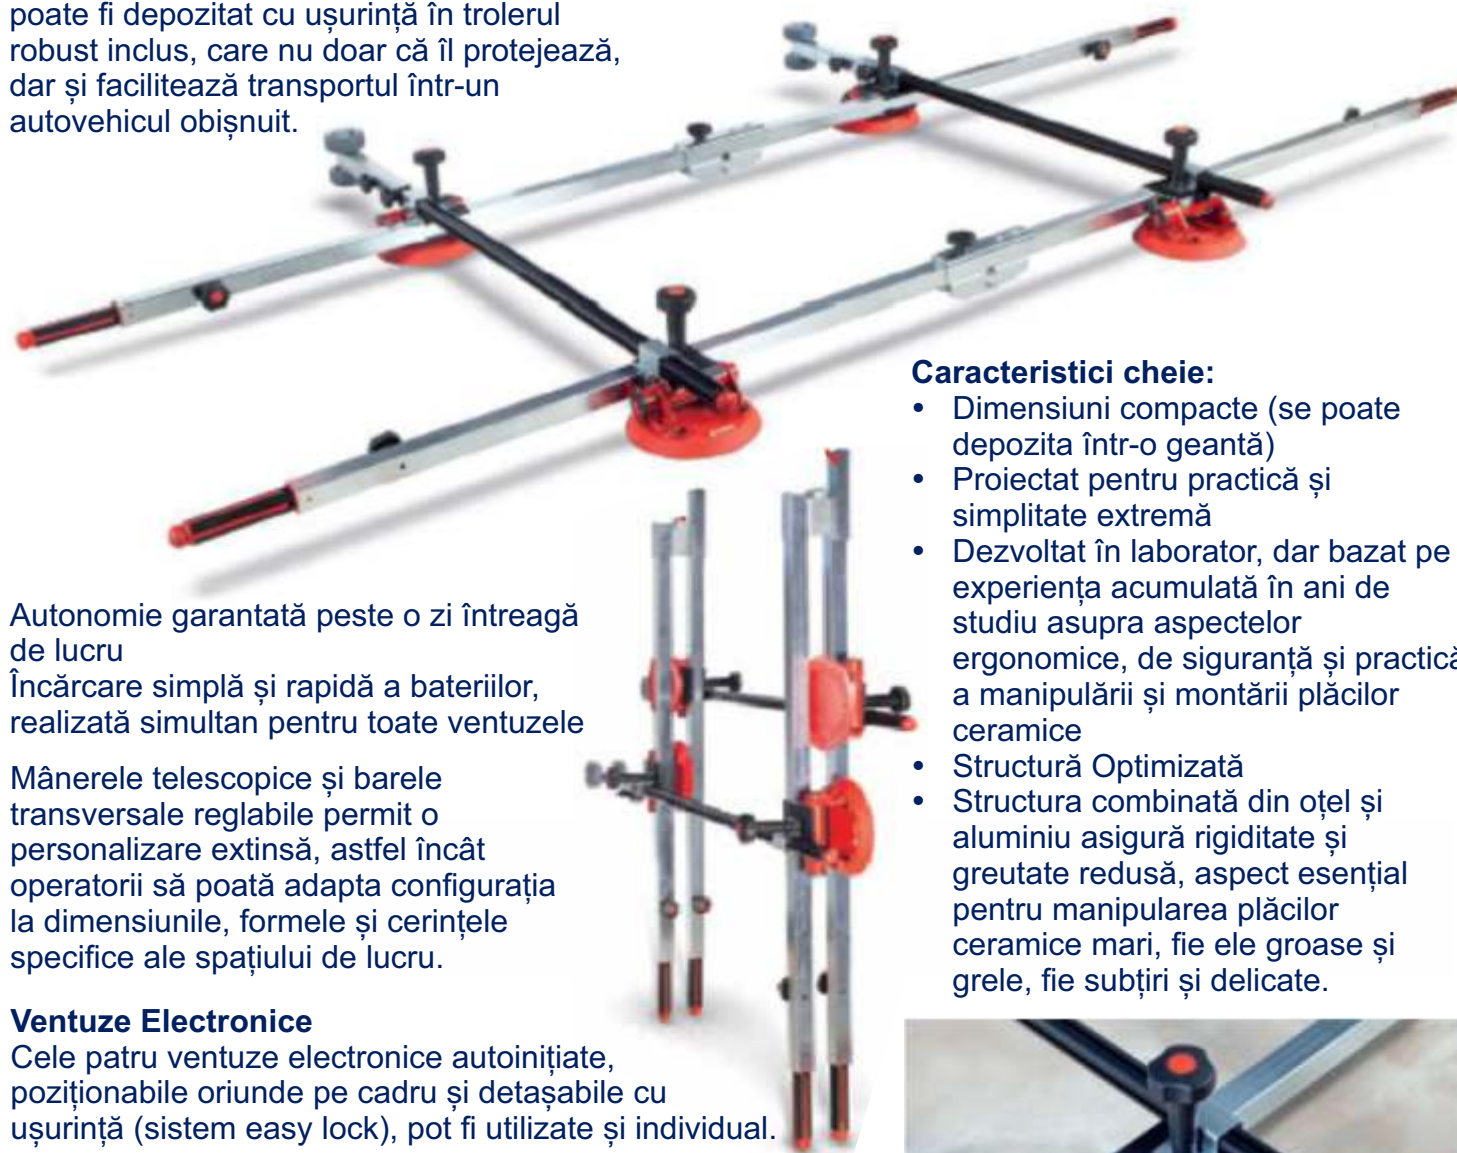 poate fi depozitat cu ușurință în trolerul
robust inclus, care nu doar că îl protejează,
dar și facilitează transportul într-un
autovehicul obișnuit.
Autonomie garantată peste o zi întreagă
de lucru
Încărcare simplă și rapidă a bateriilor,
realizată simultan pentru toate ventuzele
Mânerele telescopice și barele
transversale reglabile permit o
personalizare extinsă, astfel încât
operatorii să poată adapta configurația
la dimensiunile, formele și cerințele
specifice ale spațiului de lucru.
Ventuze Electronice
Cele patru ventuze electronice autoinițiate,
poziționabile oriunde pe cadru și detașabile cu
ușurință (sistem easy lock), pot fi utilizate și individual.
Caracteristici cheie:
• Dimensiuni compacte (se poate
depozita într-o geantă)
• Proiectat pentru practică și
simplitate extremă
• Dezvoltat în laborator, dar bazat pe
experiența acumulată în ani de
studiu asupra aspectelor
ergonomice, de siguranță și practică
a manipulării și montării plăcilor
ceramice
• Structură Optimizată
• Structura combinată din oțel și
aluminiu asigură rigiditate și
greutate redusă, aspect esențial
pentru manipularea plăcilor
ceramice mari, fie ele groase și
grele, fie subțiri și delicate.